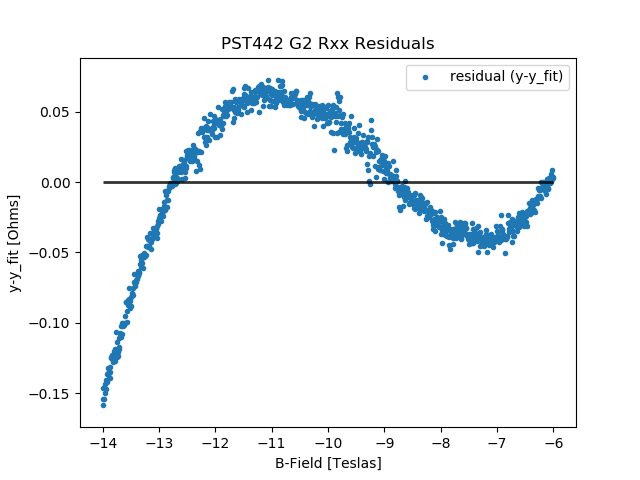 PST442 G2 Rxx Residuals
residual (y-y_fit)
0.05
0.00
−0.05
−0.10
−0.15
y-y_fit [Ohms]
−14 −13 −12 −11 −10 −9 −8 −7 −6
B-Field [Teslas]